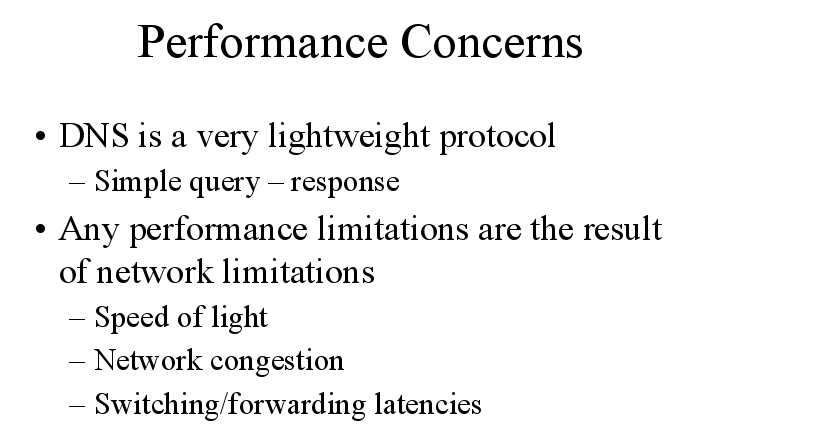 Performance Concerns
• DNS is a very lightweight protocol
– Simple query – response
• Any performance limitations are the result
of network limitations
– Speed of light
– Network congestion
– Switching/forwarding latencies